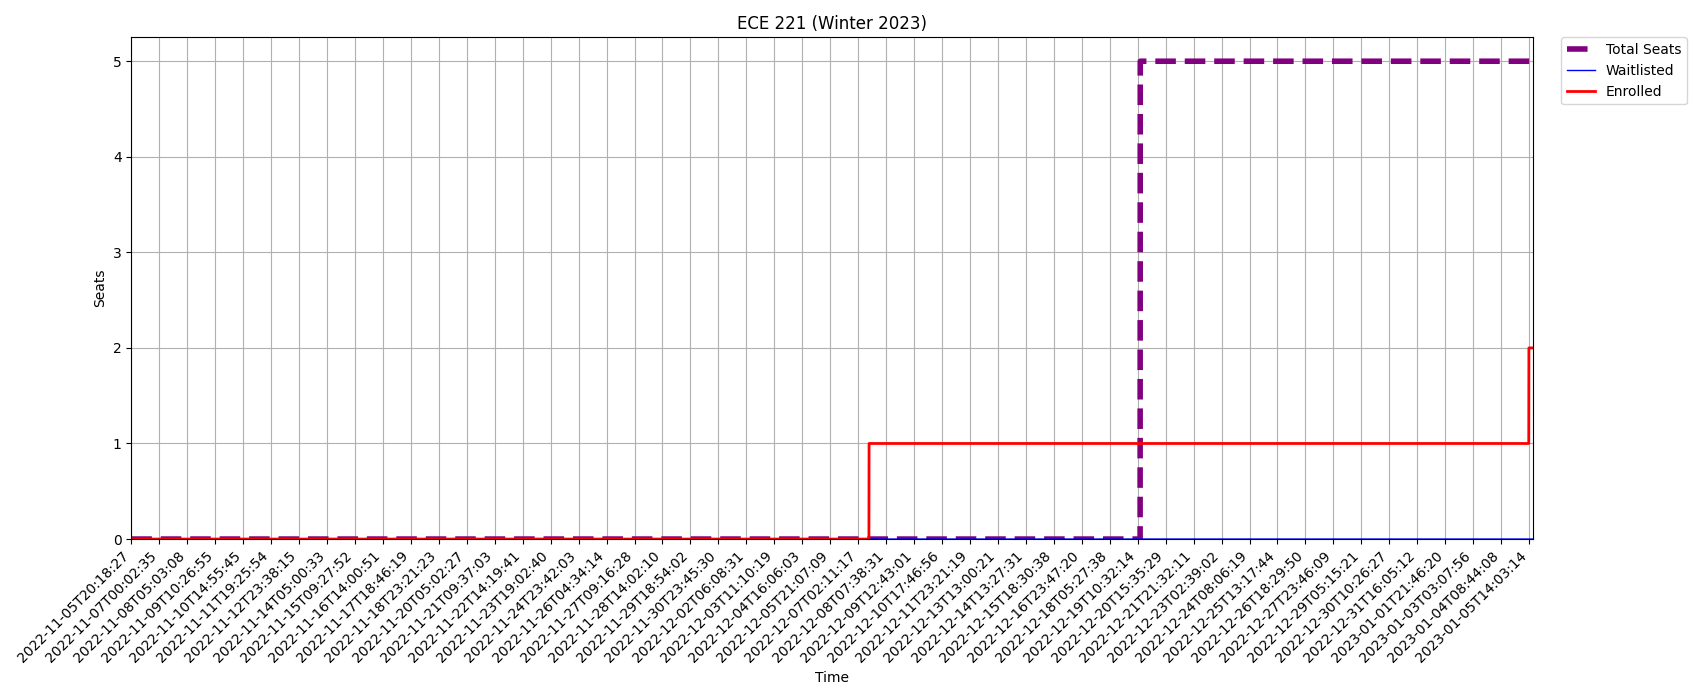 ECE 221 (Winter 2023)
Total Seats
Waitlisted
Enrolled
5
4
3
2
1
0
Seats
2022-11-05T20:18:27
2022-11-07T00:02:35
2022-11-08T05:03:08
2022-11-09T10:26:55
2022-11-10T14:55:45
2022-11-11T19:25:54
2022-11-12T23:38:15
2022-11-14T05:00:33
2022-11-15T09:27:52
2022-11-16T14:00:51
2022-11-17T18:46:19
2022-11-18T23:21:23
2022-11-20T05:02:27
2022-11-21T09:37:03
2022-11-22T14:19:41
2022-11-23T19:02:40
2022-11-24T23:42:03
2022-11-26T04:34:14
2022-11-27T09:16:28
2022-11-28T14:02:10
2022-11-29T18:54:02
2022-11-30T23:45:30
2022-12-02T06:08:31
2022-12-03T11:10:19
2022-12-04T16:06:03
2022-12-05T21:07:09
2022-12-07T02:11:17
2022-12-08T07:38:31
2022-12-09T12:43:01
2022-12-10T17:46:56
2022-12-11T23:21:19
2022-12-13T13:00:21
2022-12-14T13:27:31
2022-12-15T18:30:38
2022-12-16T23:47:20
2022-12-18T05:27:38
2022-12-19T10:32:14
2022-12-20T15:35:29
2022-12-21T21:32:11
2022-12-23T02:39:02
2022-12-24T08:06:19
2022-12-25T13:17:44
2022-12-26T18:29:50
2022-12-27T23:46:09
2022-12-29T05:15:21
2022-12-30T10:26:27
2022-12-31T16:05:12
2023-01-01T21:46:20
2023-01-03T03:07:56
2023-01-04T08:44:08
2023-01-05T14:03:14
Time